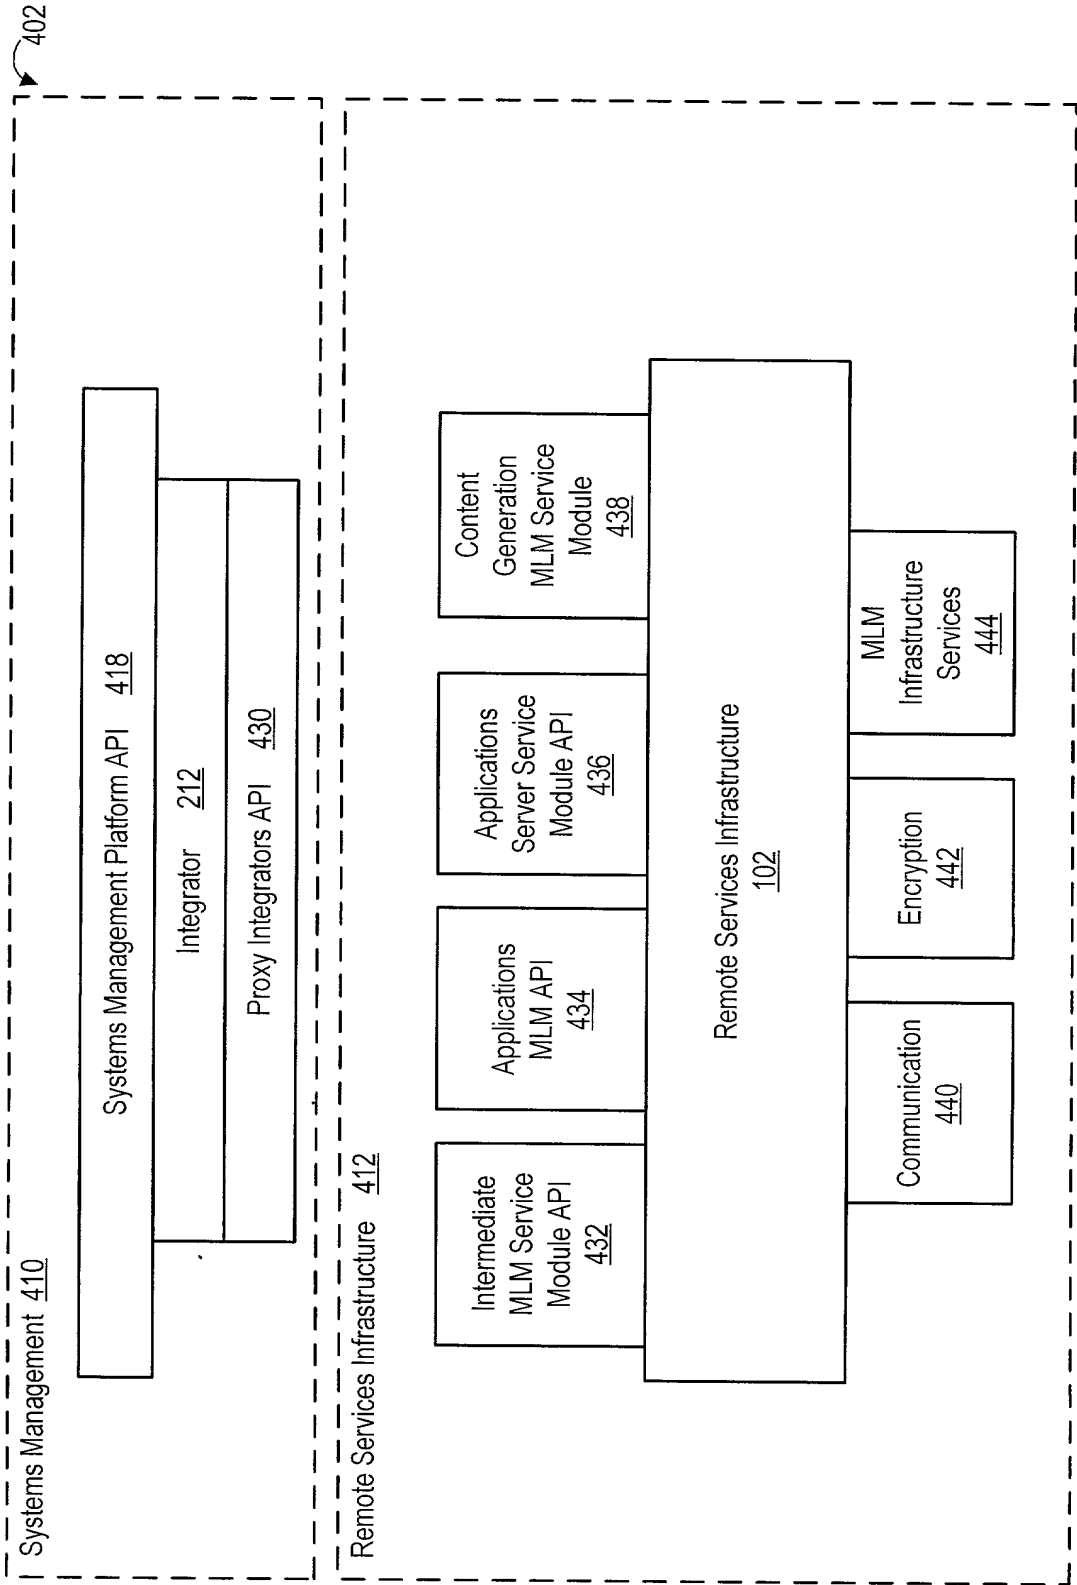 402
Systems Management 410
Systems Management Platform API 418
Integrator 212
Proxy Integrators API 430
Remote Services Infrastructure 412
Intermediate
MLM Service
Module API
432
Applications
MLM API
434
Applications
Server Service
Module API
436
Content
Generation
MLM Service
Module
438
Remote Services Infrastructure
102
Communication
440
Encryption
442
MLM
Infrastructure
Services
444